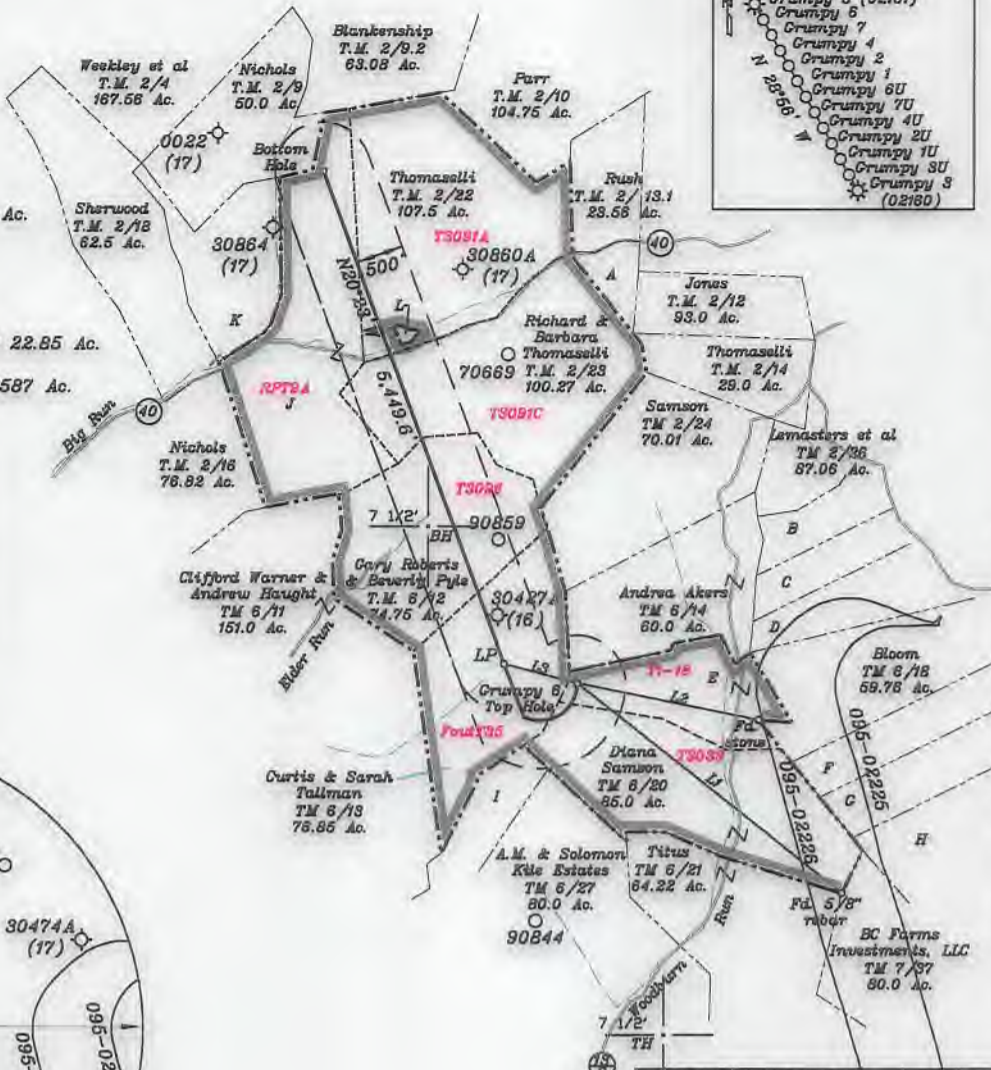 Grumpy 6
Grumpy 7
Grumpy 4
Grumpy 2
Grumpy 1
Grumpy 6U
Grumpy 7U
Grumpy 4U
Grumpy 2U
Grumpy 1U
Grumpy 3U
Grumpy 3
(02160)
N 28°56' W
Blankenship
T.M. 2/9.2
63.08 Ac.
Weekley et al
T.M. 2/4
167.56 Ac.
Nichols
T.M. 2/9
50.0 Ac
Parr
T.M. 2/10
104.75 Ac.
0022
(17)
Bottom
Hole
Thomaselli
T.M. 2/22
107.5 Ac.
TS091A
Rush
T.M. 2/13.1
23.58 Ac.
Ac.
Sherwood
T.M. 2/18
62.5 Ac.
30864
(17)
N20°23' W
5,449.6
500'
30860A
(17)
40
A
L
Jones
T.M. 2/12
93.0 Ac.
K
22.85 Ac.
587 Ac.
Richard &
Barbara
Thomaselli
T.M. 2/23
100.27 Ac.
70669
Thomaselli
T.M. 2/14
29.0 Ac.
RPT2A
J
TS091C
Big Run
40
Samson
TM 2/24
70.01 Ac.
Nichols
T.M. 2/16
76.82 Ac.
Lemasters et al
TM 2/36
87.06 Ac.
TS026
7 1/2'
BH
90859
B
C
D
Clifford Warner &
Andrew Haught
TM 6/11
151.0 Ac.
Gary Roberts
& Beverly Pyle
T.M. 6/12
74.75 Ac.
30427A
(16)
Andrea Akers
TM 6/14
60.0 Ac.
Elder Run
LP
L3
Ti-18
E
Bloom
TM 6/18
59.76 Ac.
Grumpy 6
Top Hole
L2
Fd.
stone
FoutT35
TS039
Diana
Samson
TM 6/20
85.0 Ac.
L1
095-02226
095-02225
F
G
H
Curtis & Sarah
Tallman
TM 6/13
76.85 Ac.
I
A.M. & Solomon
Kile Estates
TM 6/27
80.0 Ac.
90844
Titus
TM 6/21
64.22 Ac.
Fd. 5/8"
rebar
BC Farms
Investments, LLC
TM 7/37
80.0 Ac.
30474A
(17)
Woodburn Run
7 1/2'
TH
095-02
095-